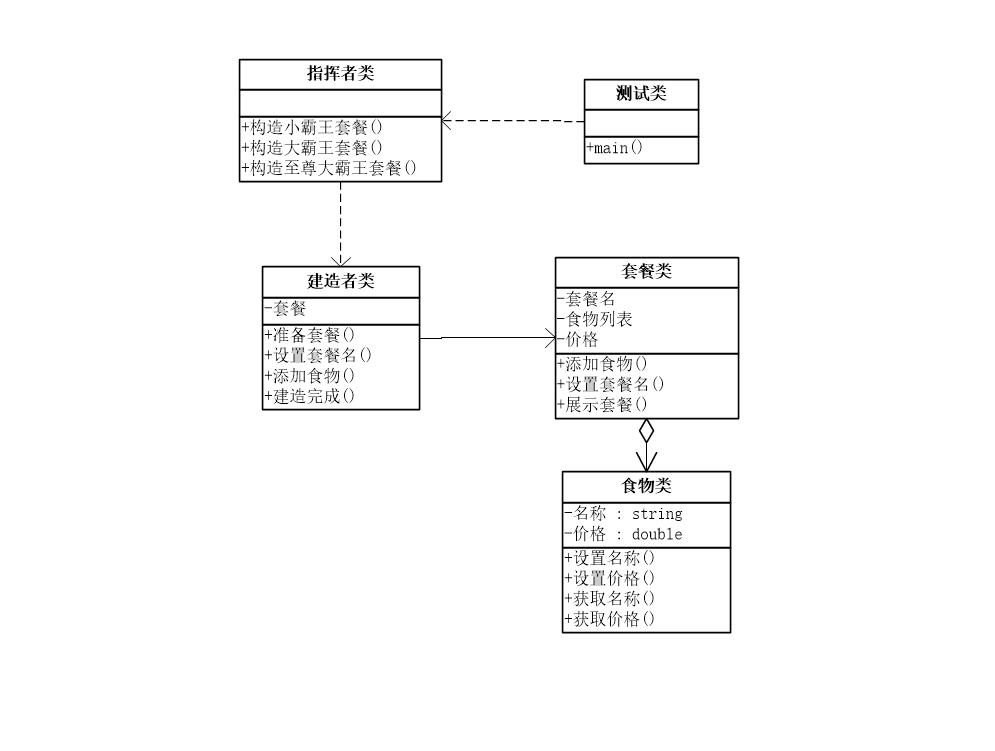 指挥者类
+构造小霸王套餐()
+构造大霸王套餐()
+构造至尊大霸王套餐()
测试类
+main()
建造者类
-套餐
+准备套餐()
+设置套餐名()
+添加食物()
+建造完成()
套餐类
-套餐名
-食物列表
-价格
+添加食物()
+设置套餐名()
+展示套餐()
食物类
-名称 : string
-价格 : double
+设置名称()
+设置价格()
+获取名称()
+获取价格()